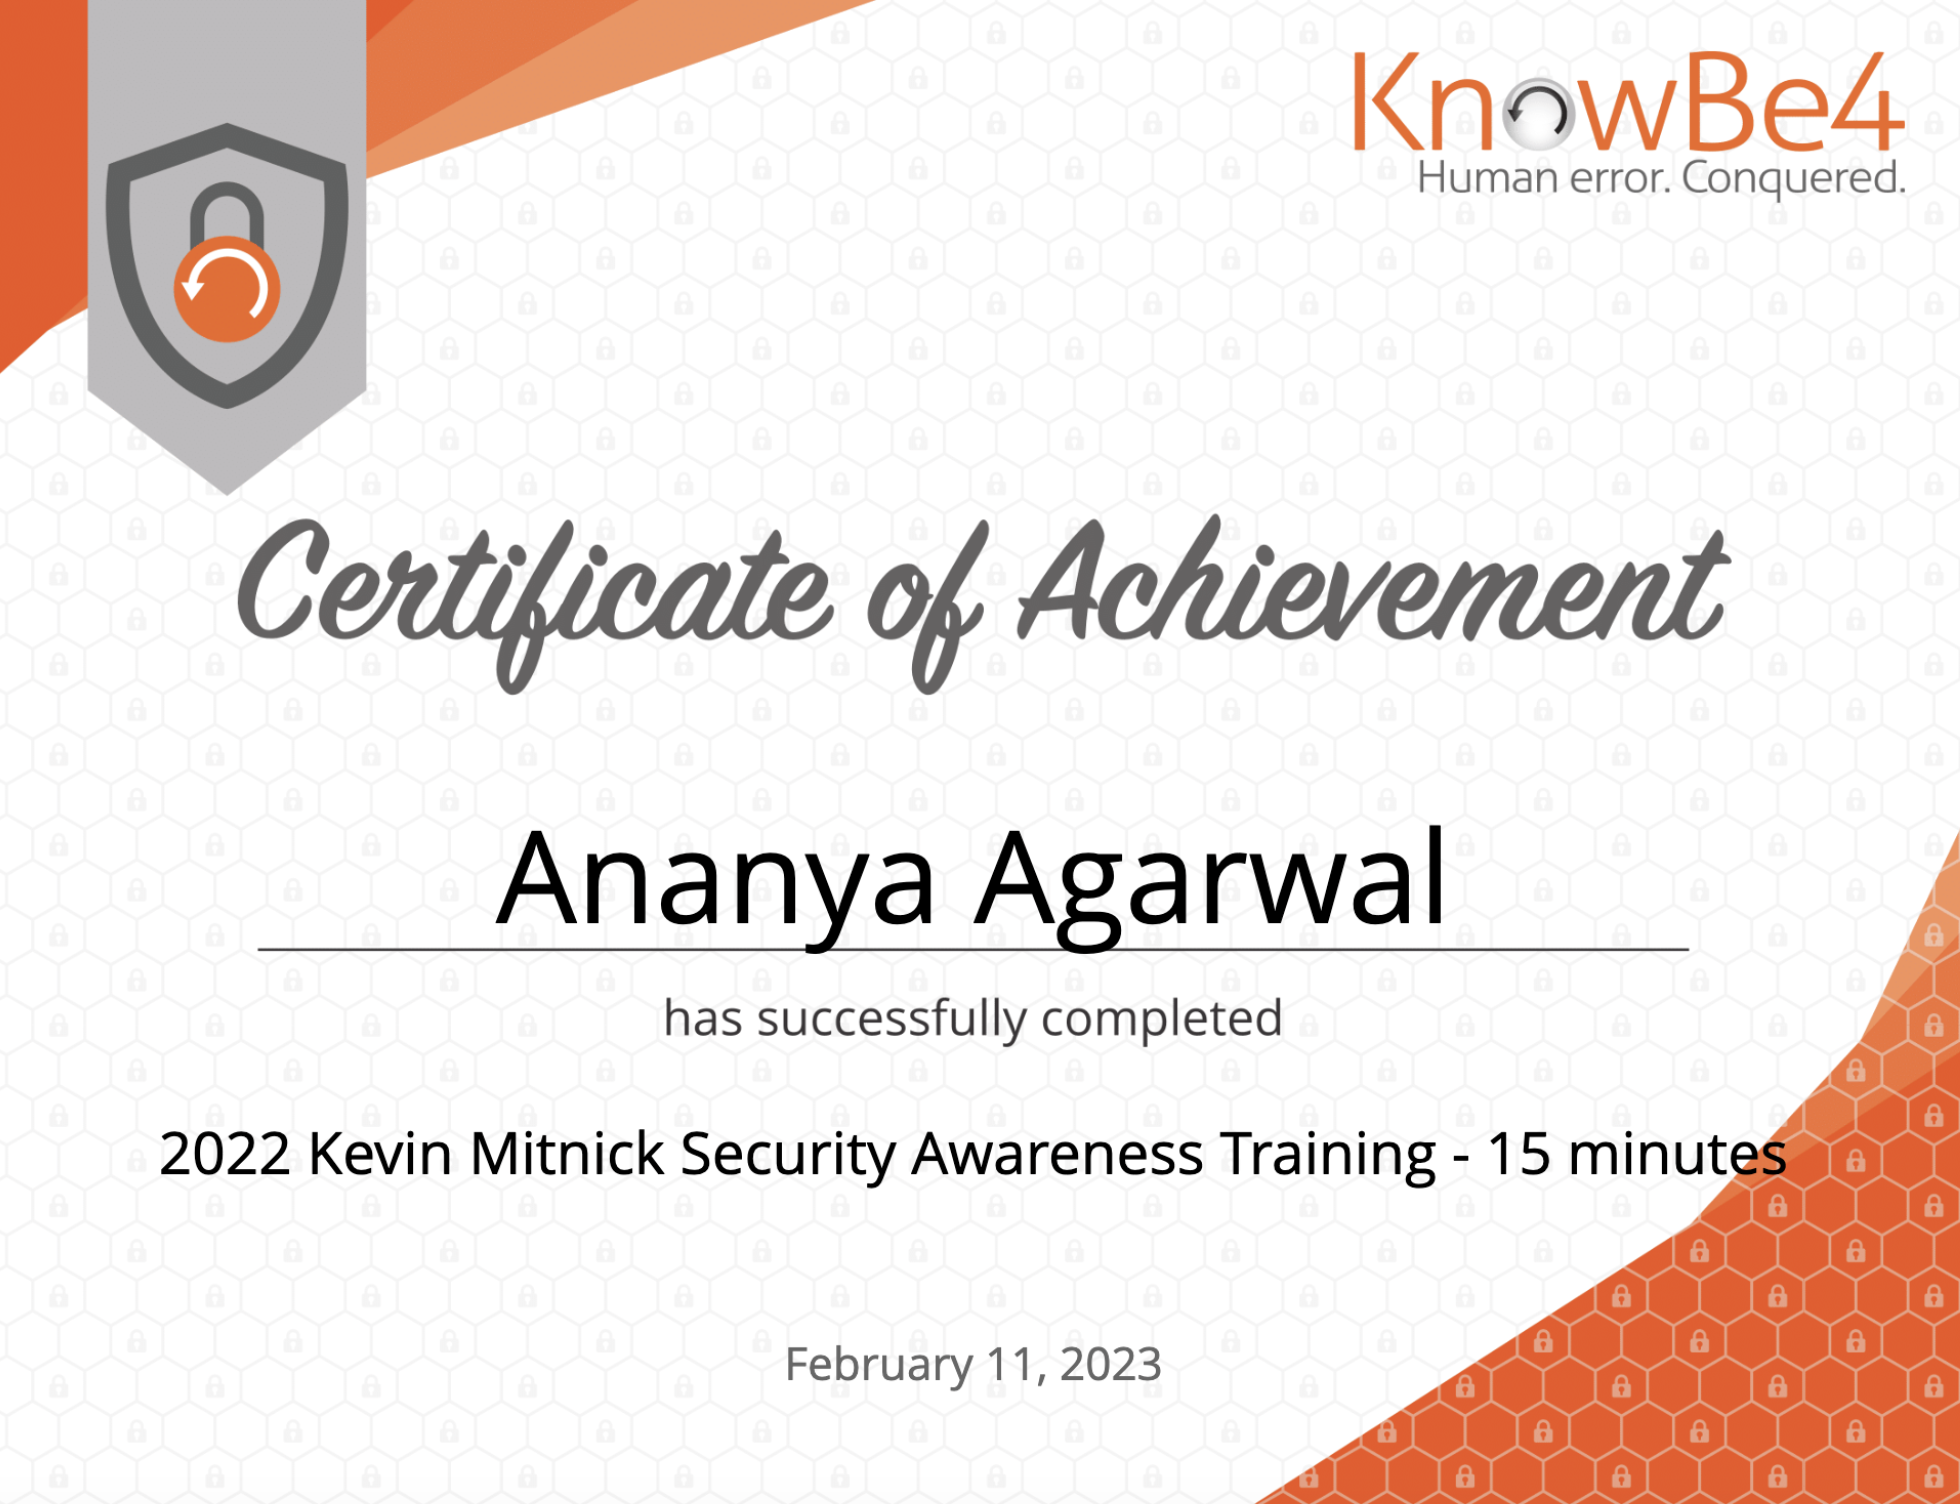 KnowBe4
Human error. Conquered.
Certificate of Achievement
Ananya Agarwal
has successfully completed
2022 Kevin Mitnick Security Awareness Training - 15 minutes
February 11, 2023